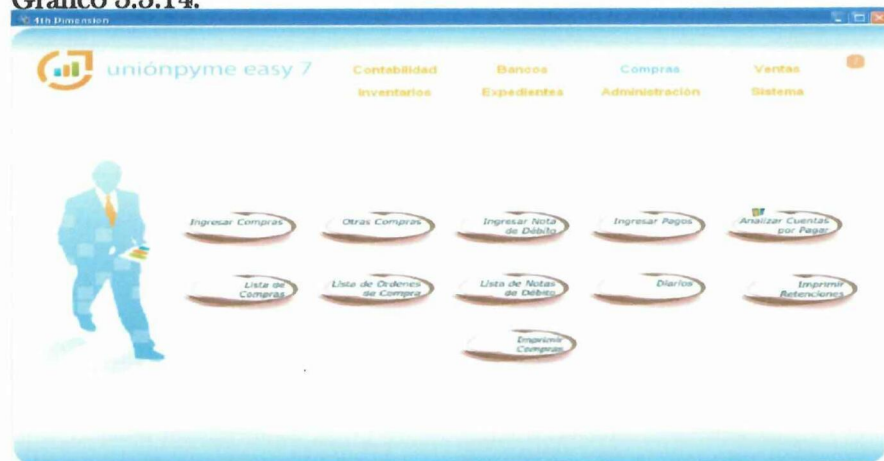 Gráfico 5.5.14.
4th Dimension
uniónpyme easy 7
Contabilidad Bancos Compras Ventas
Inventarios Expedientes Administración Sistema
Ingresar Compras
Otras Compras
Ingresar Nota
de Débito
Ingresar Pagos
Analizar Cuentas
por Pagar
Lista de
Compras
Lista de Ordenes
de Compra
Lista de Notas
de Débito
Diarios
Imprimir
Retenciones
Imprimir
Compras